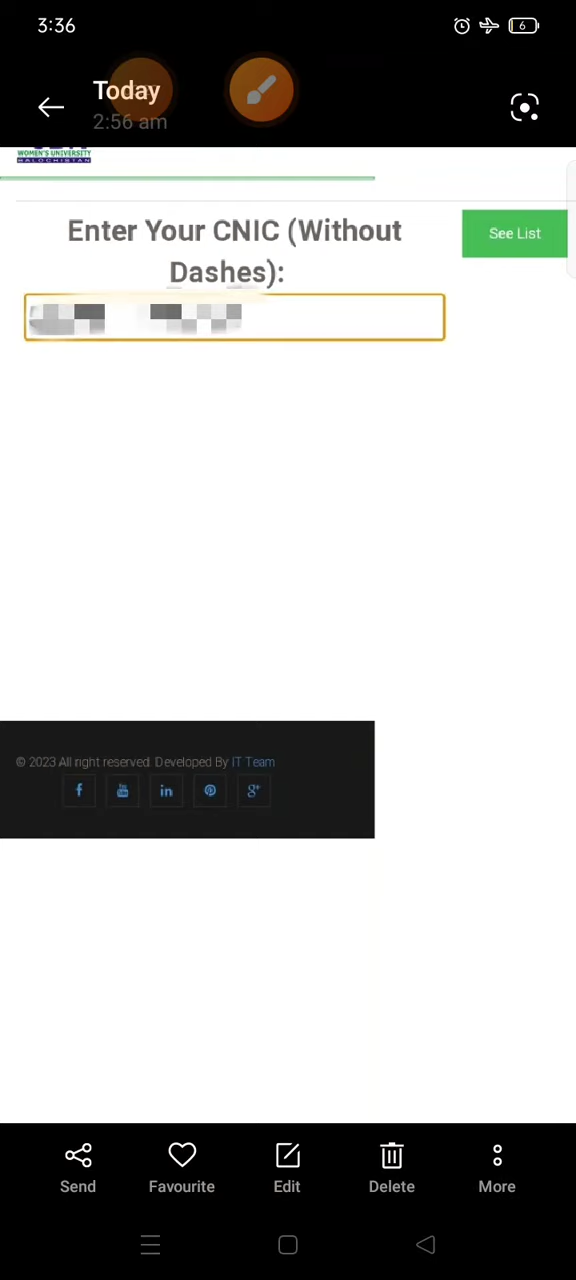 3:36
6
Today
2:56 am
WOMEN'S UNIVERSITY
BALOCHISTAN
Enter Your CNIC (Without
Dashes):
See List
© 2023 All right reserved. Developed By IT Team
Send
Favourite
Edit
Delete
More